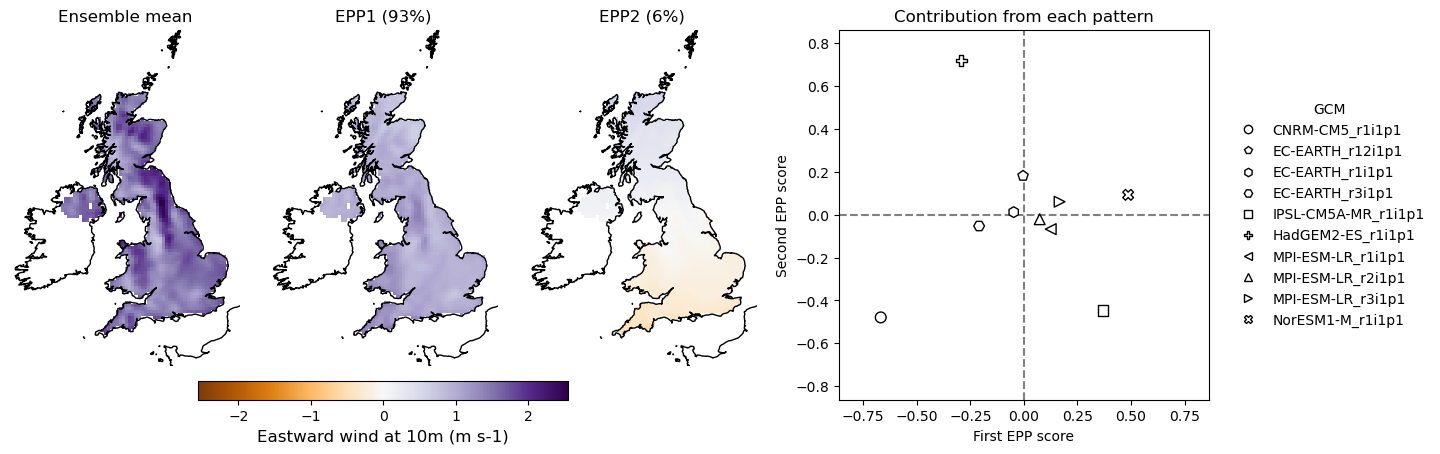 Ensemble mean
EPP1 (93%)
EPP2 (6%)
Contribution from each pattern
−2
−1
0
1
2
Eastward wind at 10m (m s-1)
Second EPP score
0.8
0.6
0.4
0.2
0.0
−0.2
−0.4
−0.6
−0.8
−0.75
−0.50
−0.25
0.00
0.25
0.50
0.75
First EPP score
GCM
CNRM-CM5_r1i1p1
EC-EARTH_r12i1p1
EC-EARTH_r1i1p1
EC-EARTH_r3i1p1
IPSL-CM5A-MR_r1i1p1
HadGEM2-ES_r1i1p1
MPI-ESM-LR_r1i1p1
MPI-ESM-LR_r2i1p1
MPI-ESM-LR_r3i1p1
NorESM1-M_r1i1p1